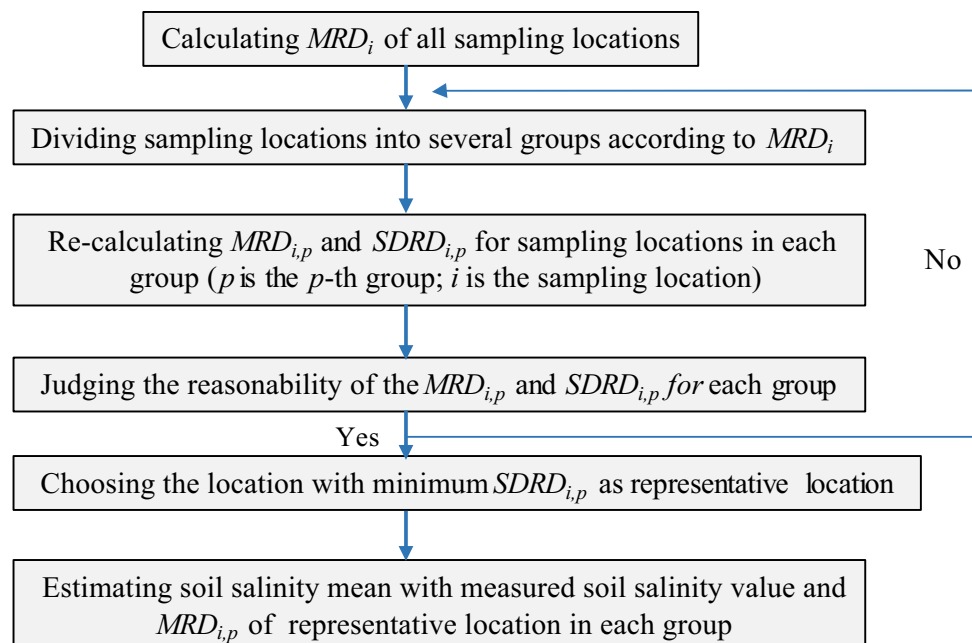 Calculating MRDi of all sampling locations
Dividing sampling locations into several groups according to MRDi
Re-calculating MRDi,p and SDRDi,p for sampling locations in each
group (p is the p-th group; i is the sampling location)
No
Judging the reasonability of the MRDi,p and SDRDi,p for each group
Yes
Choosing the location with minimum SDRDi,p as representative location
Estimating soil salinity mean with measured soil salinity value and
MRDi,p of representative location in each group